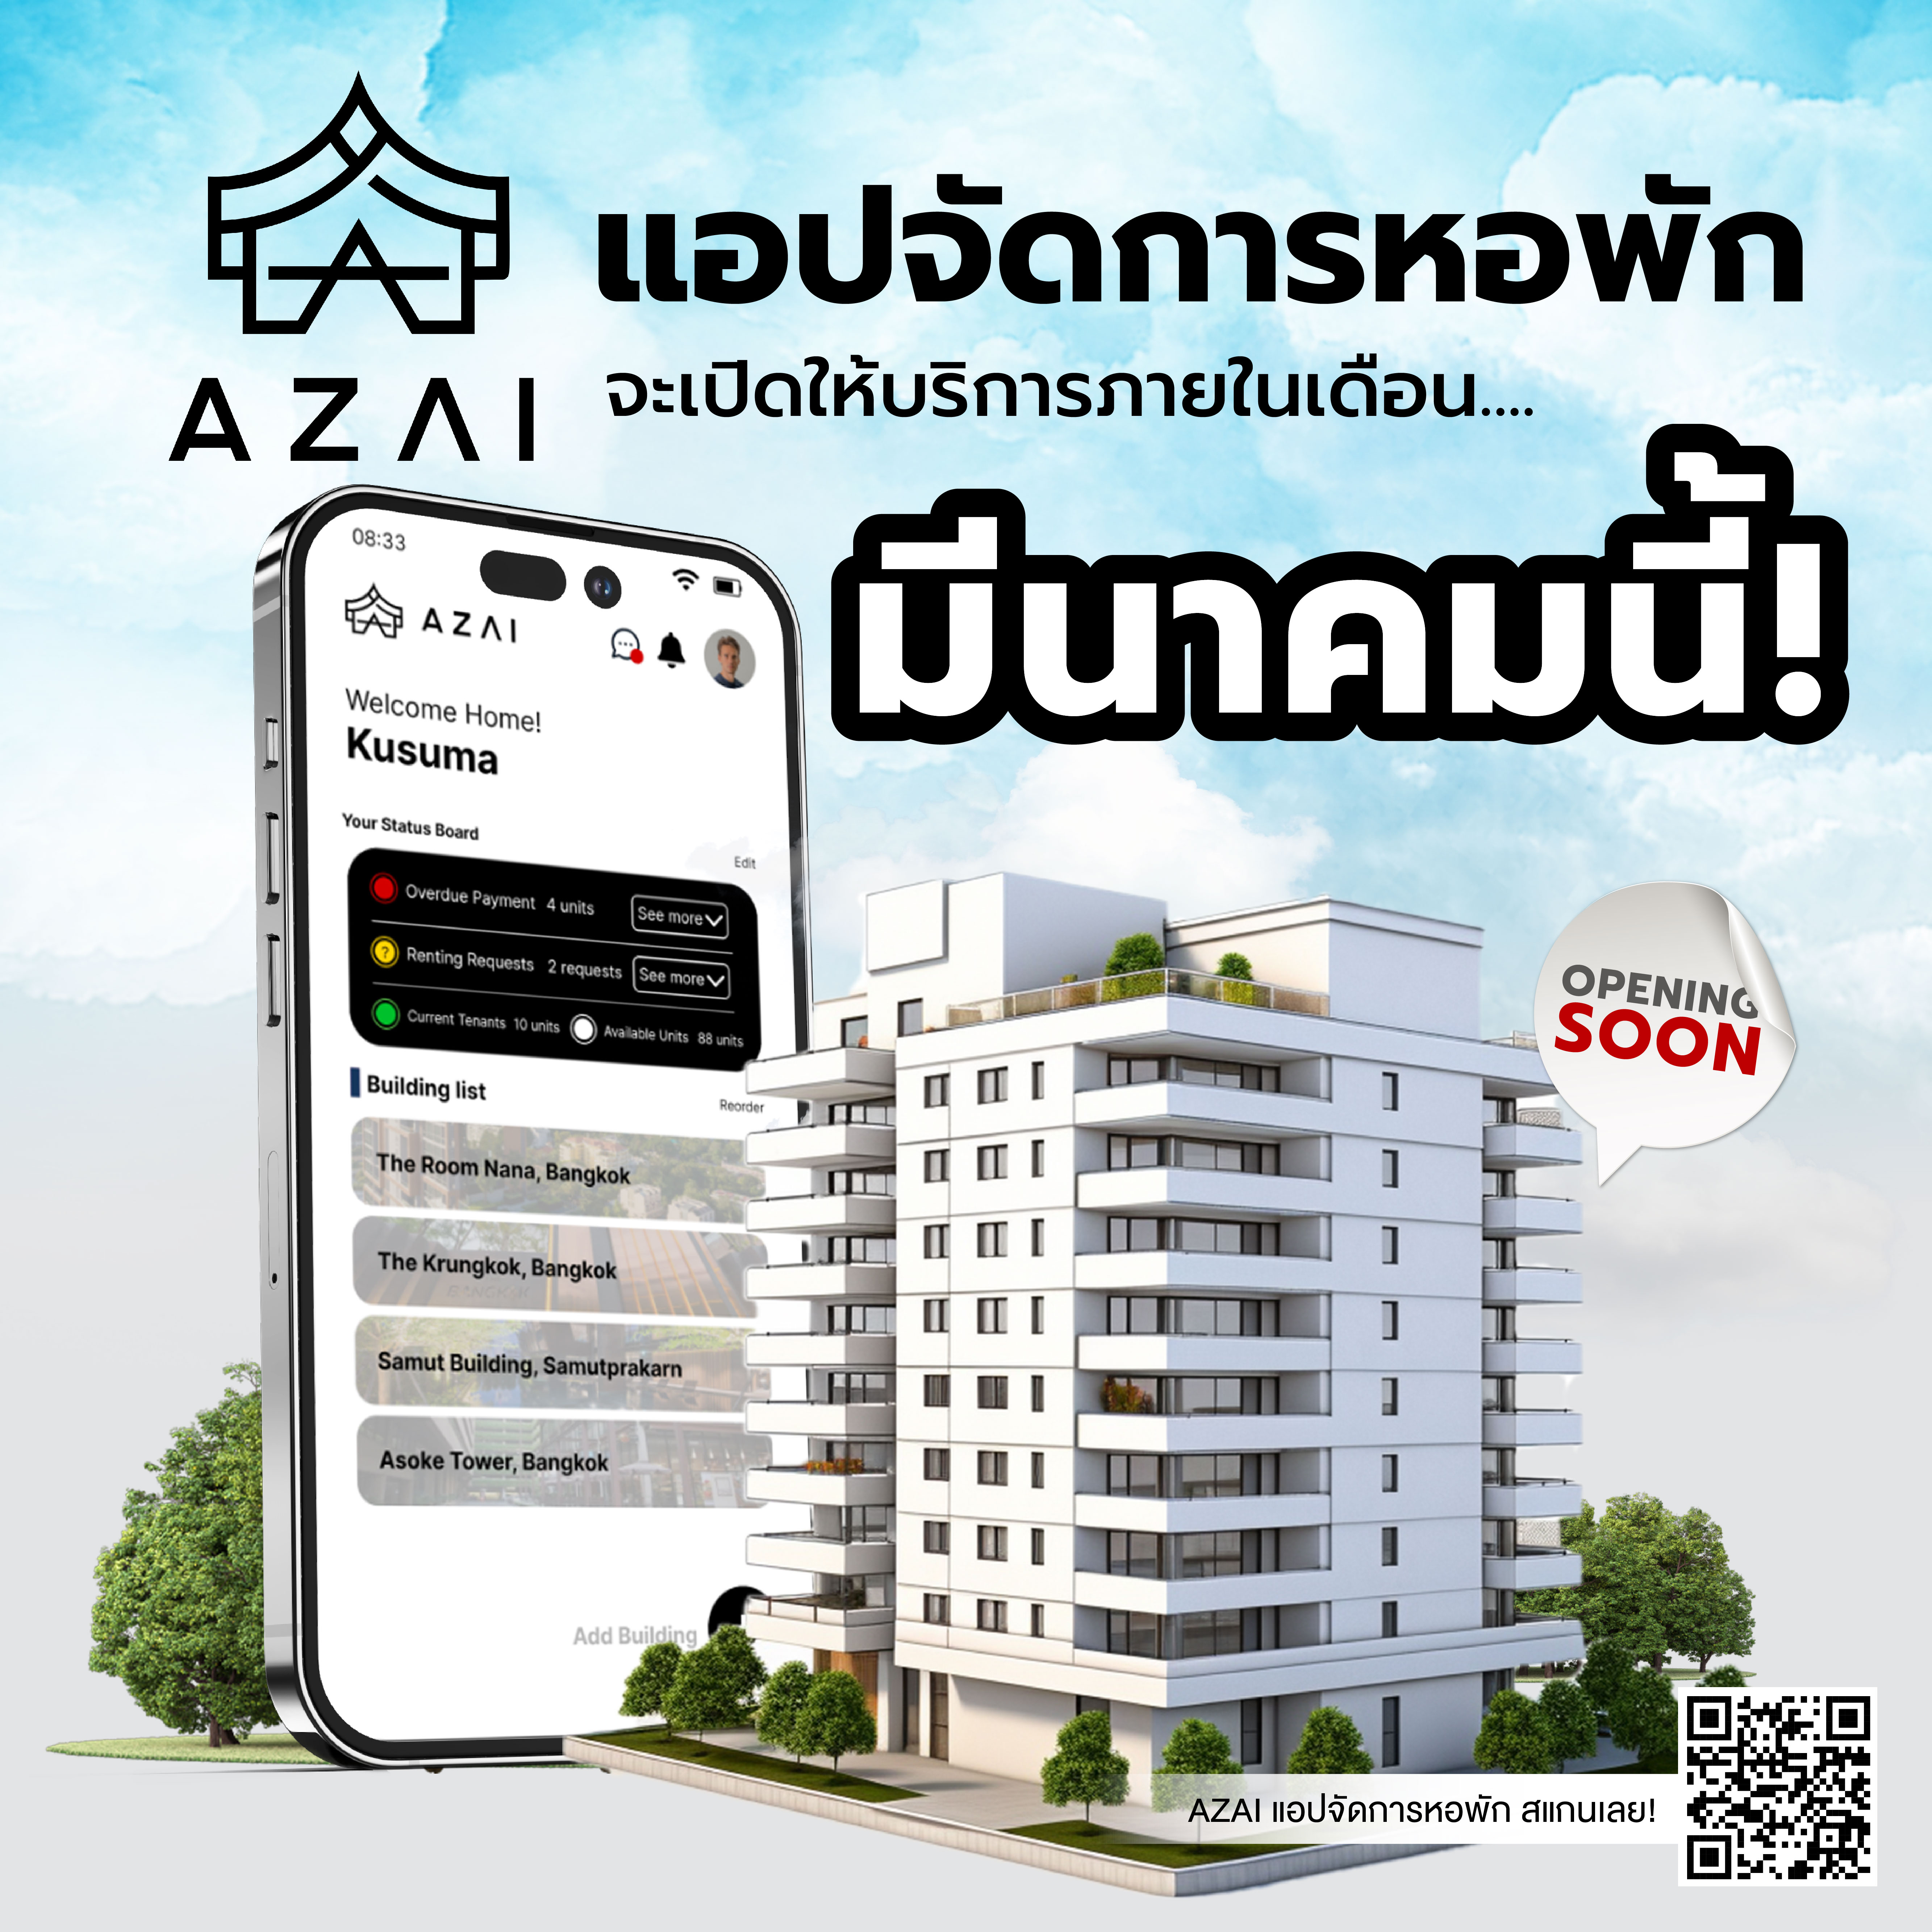 AZAI
แอปจัดการหอพัก
จะเปิดให้บริการภายในเดือน....
มีนาคมนี้!
08:33
AZAI
Welcome Home!
Kusuma
Your Status Board
Edit
Overdue Payment 4 units See more
? Renting Requests 2 requests See more
Current Tenants 10 units Available Units 88 units
Building list
Reorder
The Room Nana, Bangkok
The Krungkok, Bangkok
Samut Building, Samutprakarn
Asoke Tower, Bangkok
Add Building
OPENING
SOON
AZAI แอปจัดการหอพัก สแกนเลย!